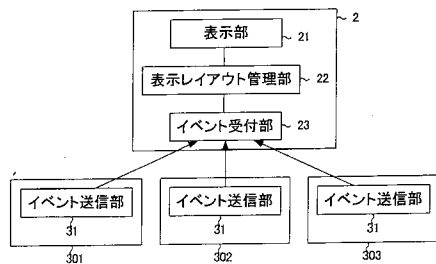 2
表示部
21
表示レイアウト管理部
22
イベント受付部
23
イベント送信部
イベント送信部
イベント送信部
31
31
31
301
302
303